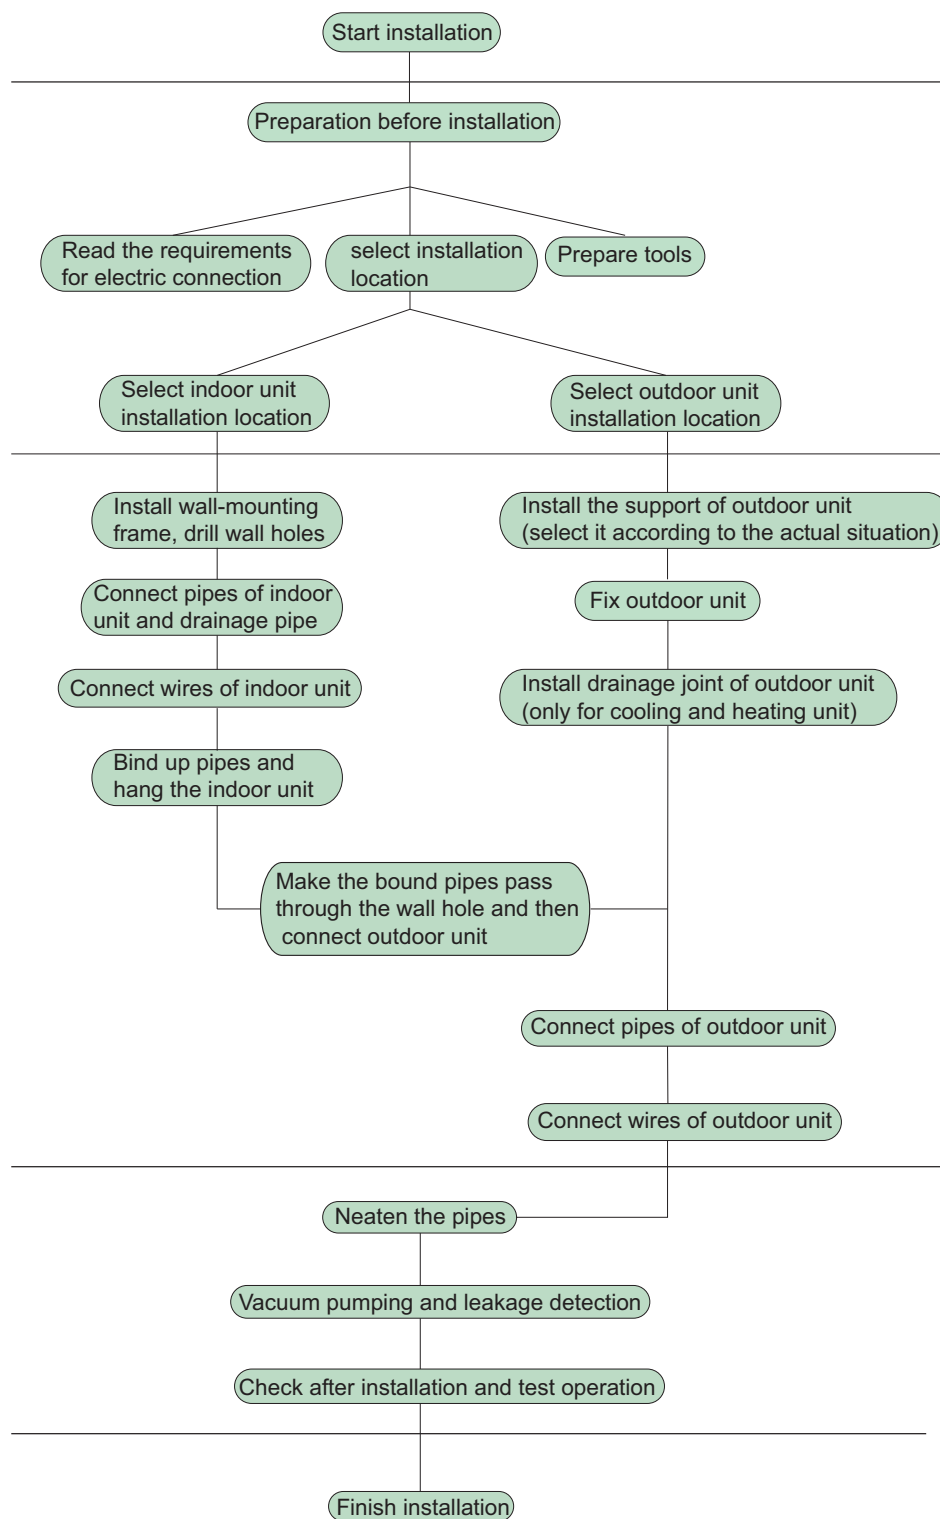 Start installation
Preparation before installation
Read the requirements
for electric connection
select installation
location
Prepare tools
Select indoor unit
installation location
Select outdoor unit
installation location
Install wall-mounting
frame, drill wall holes
Install the support of outdoor unit
(select it according to the actual situation)
Connect pipes of indoor
unit and drainage pipe
Fix outdoor unit
Connect wires of indoor unit
Install drainage joint of outdoor unit
(only for cooling and heating unit)
Bind up pipes and
hang the indoor unit
Make the bound pipes pass
through the wall hole and then
connect outdoor unit
Connect pipes of outdoor unit
Connect wires of outdoor unit
Neaten the pipes
Vacuum pumping and leakage detection
Check after installation and test operation
Finish installation